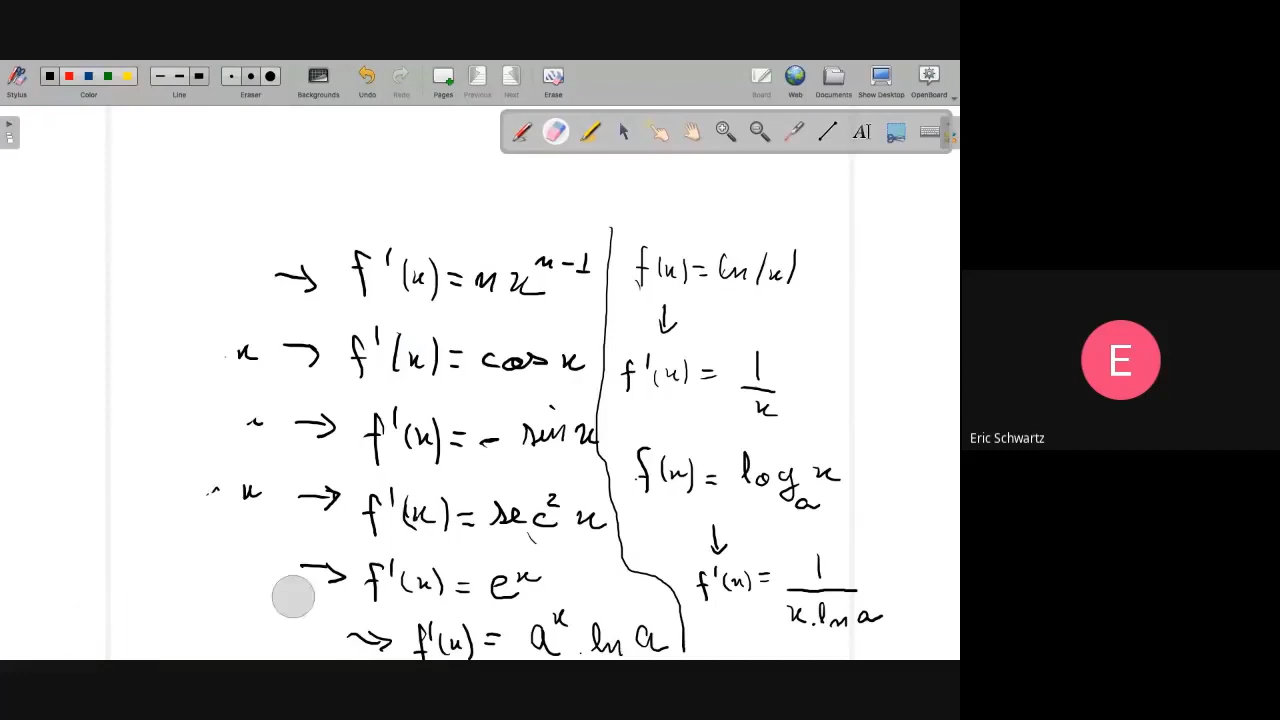 Stylus Color Line Eraser Backgrounds Undo Redo Pages Previous Next Erase Board Web Documents Show Desktop OpenBoard
→ f'(x) = n x^{n-1}
x → f'(x) = cos x
→ f'(x) = - sin x
x → f'(x) = sec² x
→ f'(x) = e^x
→ f'(x) = a^x . ln a
f(x) = ln(x)
↓
f'(x) = 1/x
f(x) = log_a x
↓
f'(x) = 1/(x . ln a)
E
Eric Schwartz